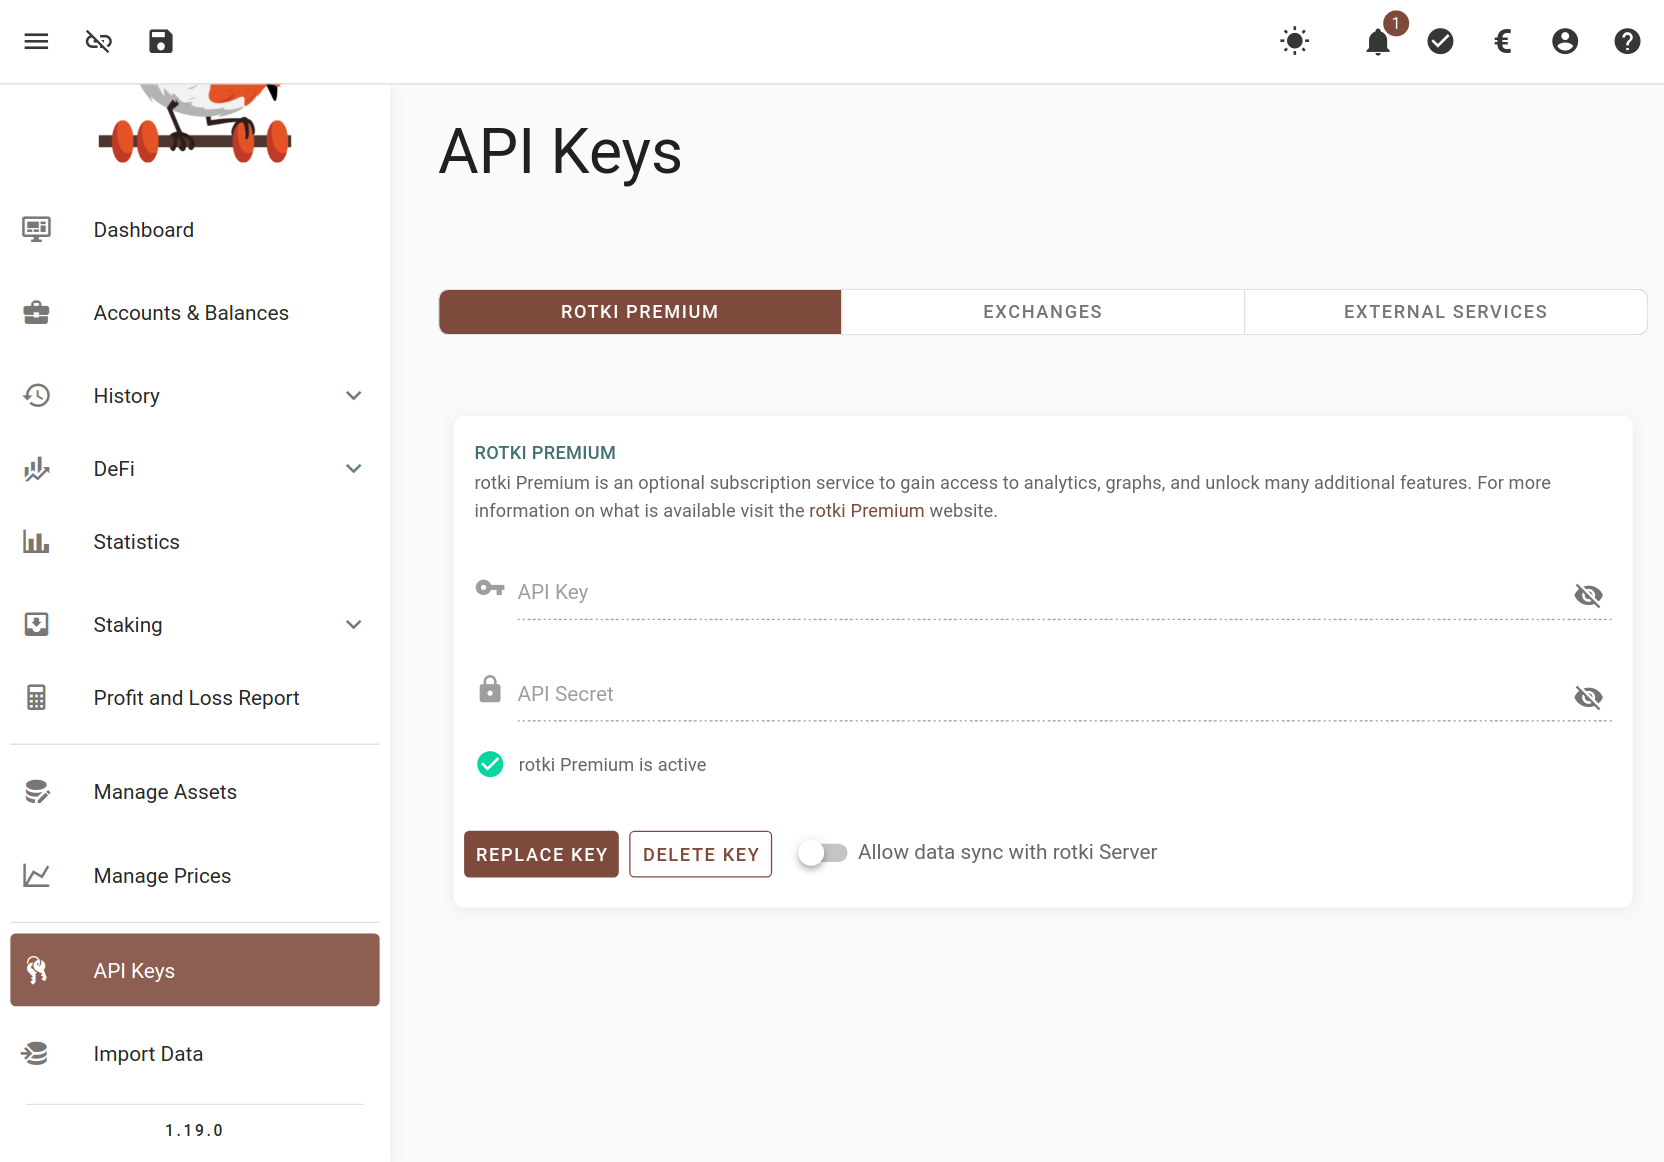 1
Dashboard
Accounts & Balances
History
DeFi
Statistics
Staking
Profit and Loss Report
Manage Assets
Manage Prices
API Keys
Import Data
1.19.0
API Keys
ROTKI PREMIUM
EXCHANGES
EXTERNAL SERVICES
ROTKI PREMIUM
rotki Premium is an optional subscription service to gain access to analytics, graphs, and unlock many additional features. For more
information on what is available visit the rotki Premium website.
API Key
API Secret
rotki Premium is active
REPLACE KEY
DELETE KEY
Allow data sync with rotki Server